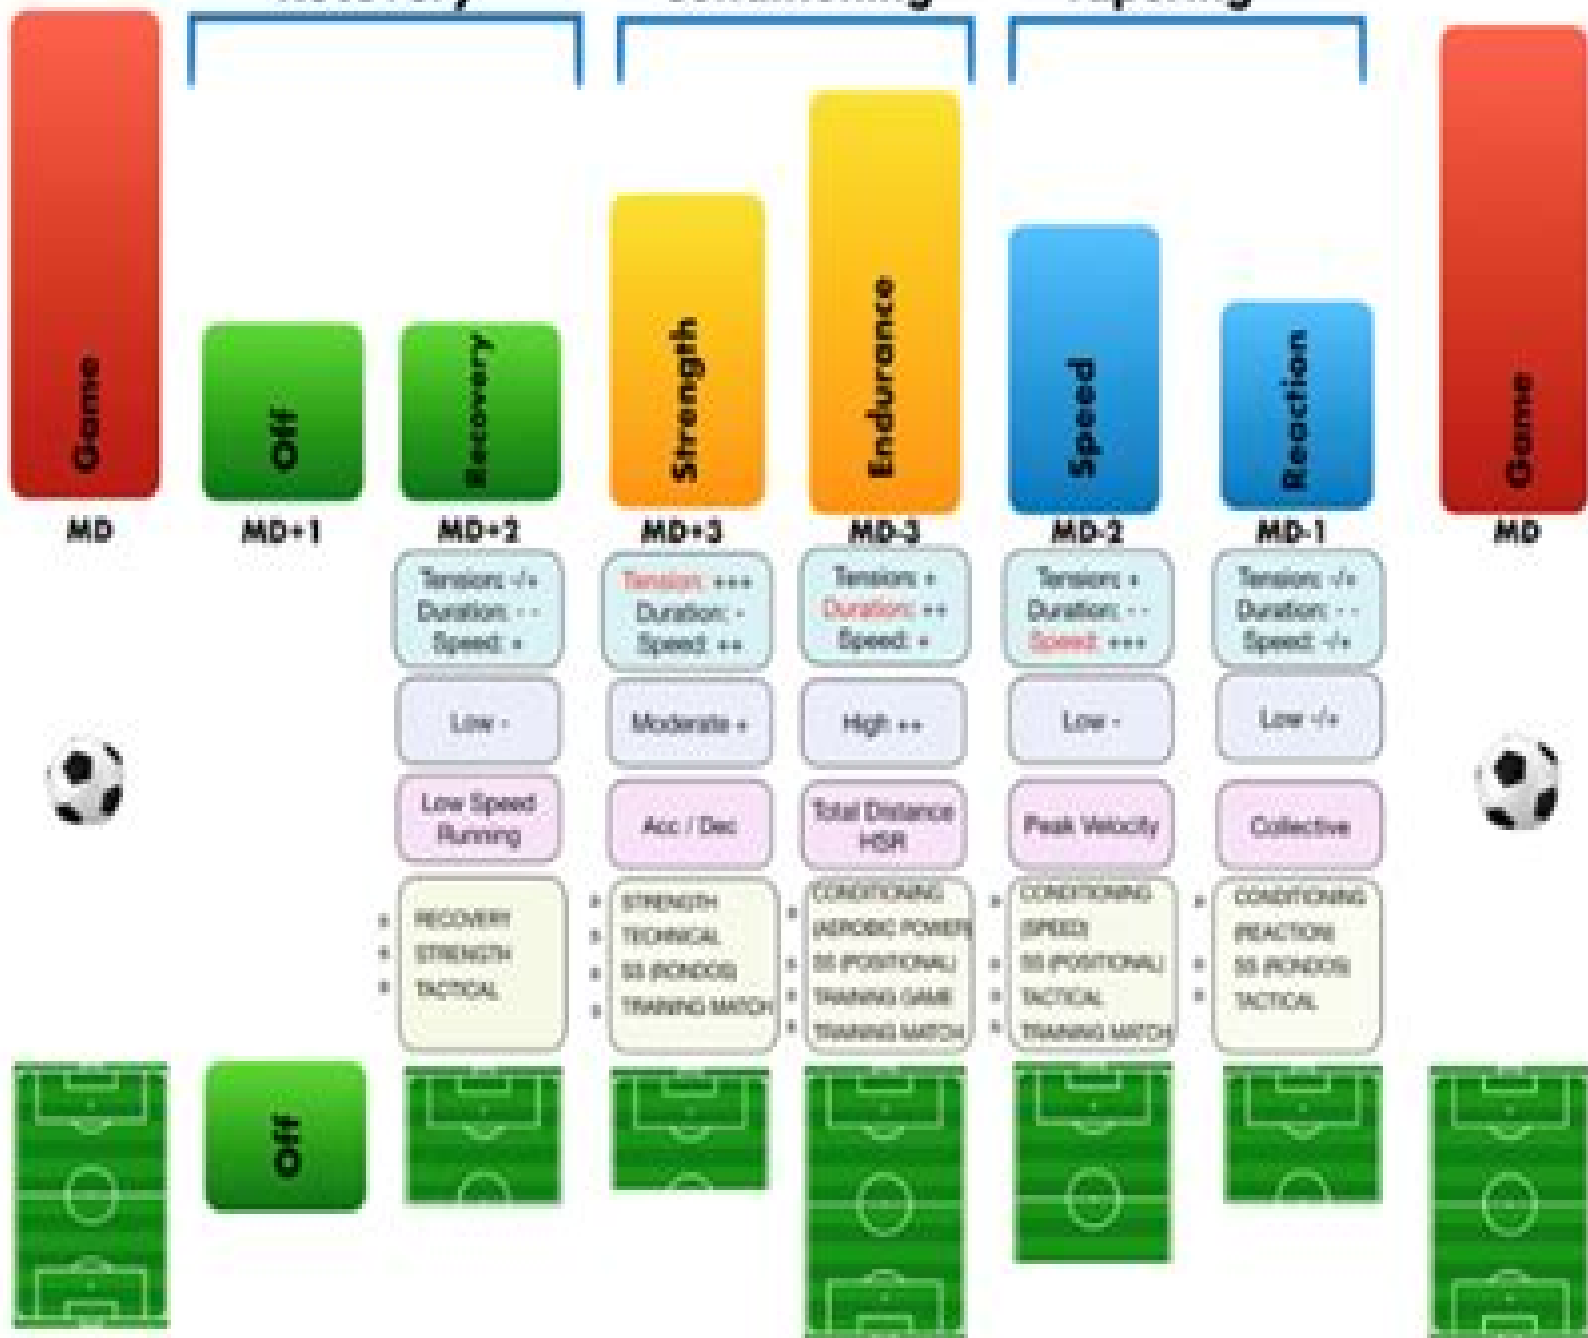 Recovery
Conditioning
Tapering
Game
Off
Recovery
Strength
Endurance
Speed
Reaction
Game
MD
MD+1
MD+2
MD+3
MD-3
MD-2
MD-1
MD
Tension: -/+
Duration: - -
Speed: +
Tension: +++
Duration: -
Speed: ++
Tension: +
Duration: ++
Speed: +
Tension: +
Duration: - -
Speed: +++
Tension: -/+
Duration: - -
Speed: -/+
Low -
Moderate +
High ++
Low -
Low -/+
Low Speed
Running
Acc / Dec
Total Distance
HSR
Peak Velocity
Collective
RECOVERY
STRENGTH
TACTICAL
STRENGTH
TECHNICAL
SS (RONDOS)
TRAINING MATCH
CONDITIONING
(AEROBIC POWER)
SS (POSITIONAL)
TRAINING GAME
TRAINING MATCH
CONDITIONING
(SPEED)
SS (POSITIONAL)
TACTICAL
TRAINING MATCH
CONDITIONING
(REACTION)
SS (RONDOS)
TACTICAL
Off